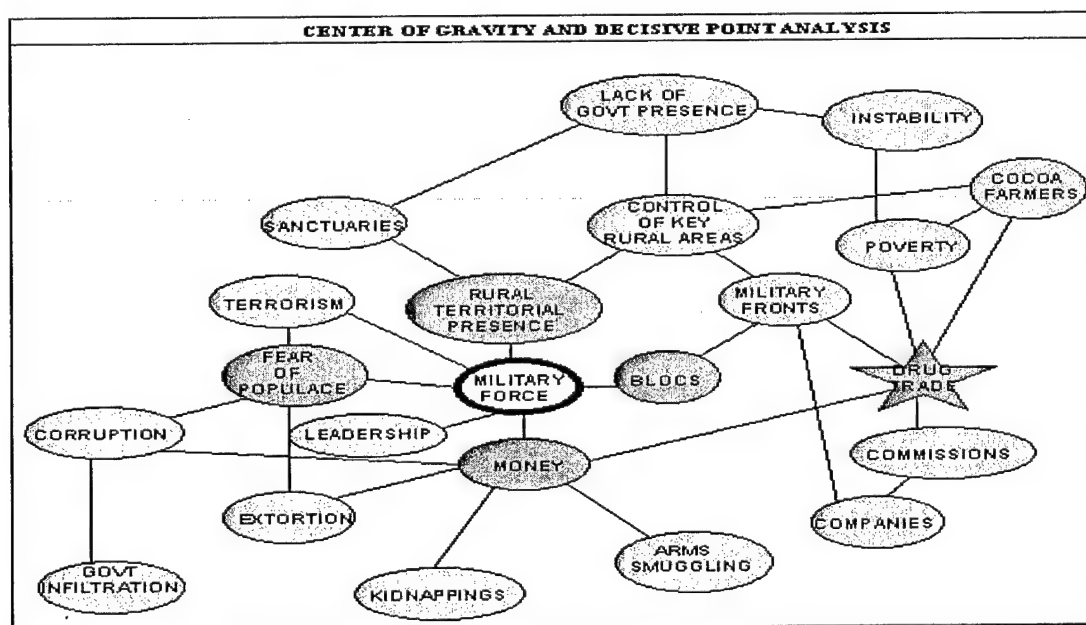 CENTER OF GRAVITY AND DECISIVE POINT ANALYSIS
LACK OF
GOVT PRESENCE
INSTABILITY
COCOA
FARMERS
SANCTUARIES
CONTROL
OF KEY
RURAL AREAS
POVERTY
TERRORISM
RURAL
TERRITORIAL
PRESENCE
MILITARY
FRONTS
FEAR
OF
POPULACE
MILITARY
FORCE
BLOCS
DRUG
TRADE
CORRUPTION
LEADERSHIP
MONEY
COMMISSIONS
EXTORTION
COMPANIES
GOVT
INFILTRATION
KIDNAPPINGS
ARMS
SMUGGLING